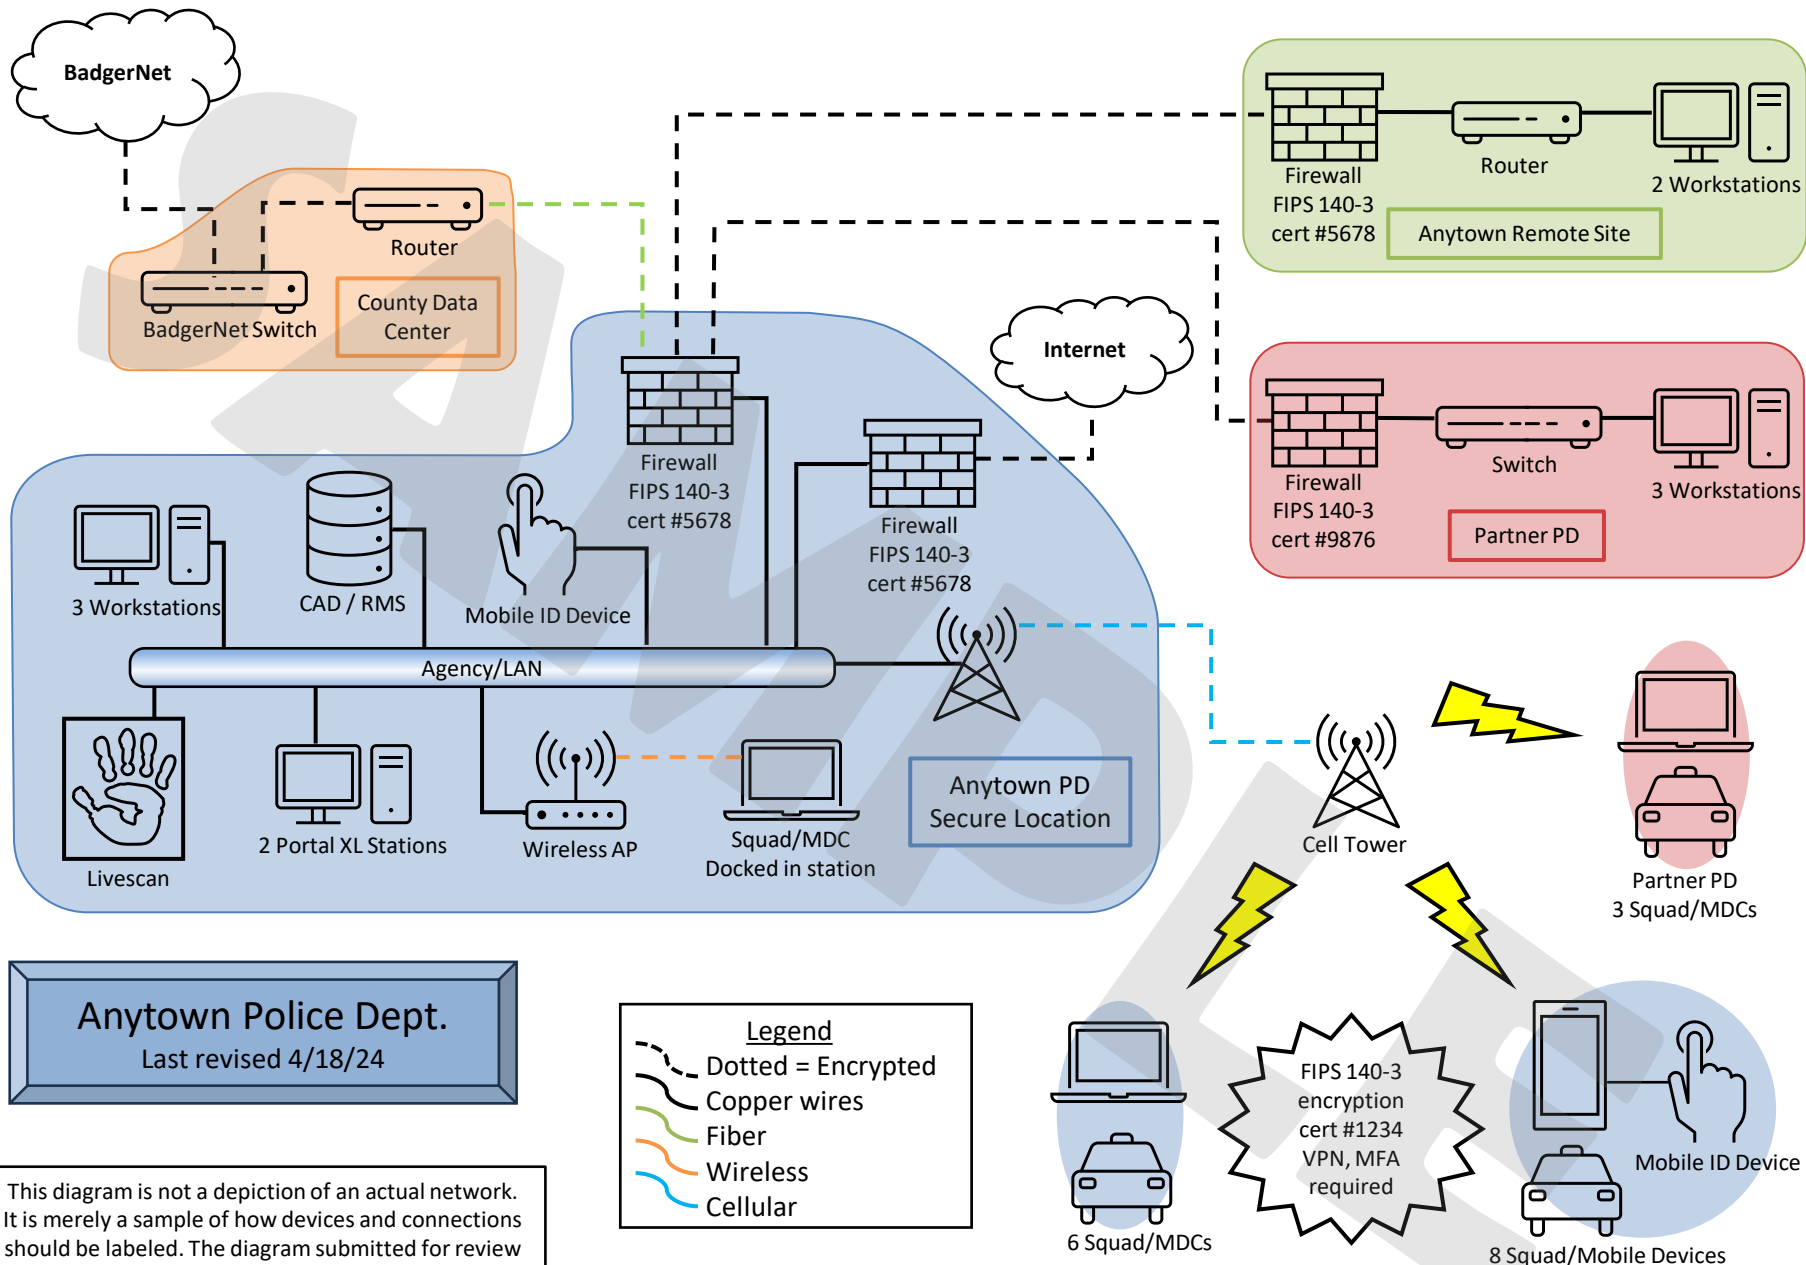 BadgerNet
Router
BadgerNet Switch
County Data
Center
Firewall
FIPS 140-3
cert #5678
Router
2 Workstations
Anytown Remote Site
Internet
Firewall
FIPS 140-3
cert #9876
Switch
3 Workstations
Partner PD
Firewall
FIPS 140-3
cert #5678
Firewall
FIPS 140-3
cert #5678
3 Workstations
CAD / RMS
Mobile ID Device
Agency/LAN
Livescan
2 Portal XL Stations
Wireless AP
Squad/MDC
Docked in station
Anytown PD
Secure Location
Cell Tower
Partner PD
3 Squad/MDCs
Anytown Police Dept.
Last revised 4/18/24
Legend
Dotted = Encrypted
Copper wires
Fiber
Wireless
Cellular
6 Squad/MDCs
FIPS 140-3
encryption
cert #1234
VPN, MFA
required
Mobile ID Device
8 Squad/Mobile Devices
This diagram is not a depiction of an actual network.
It is merely a sample of how devices and connections
should be labeled. The diagram submitted for review
SAMPLE